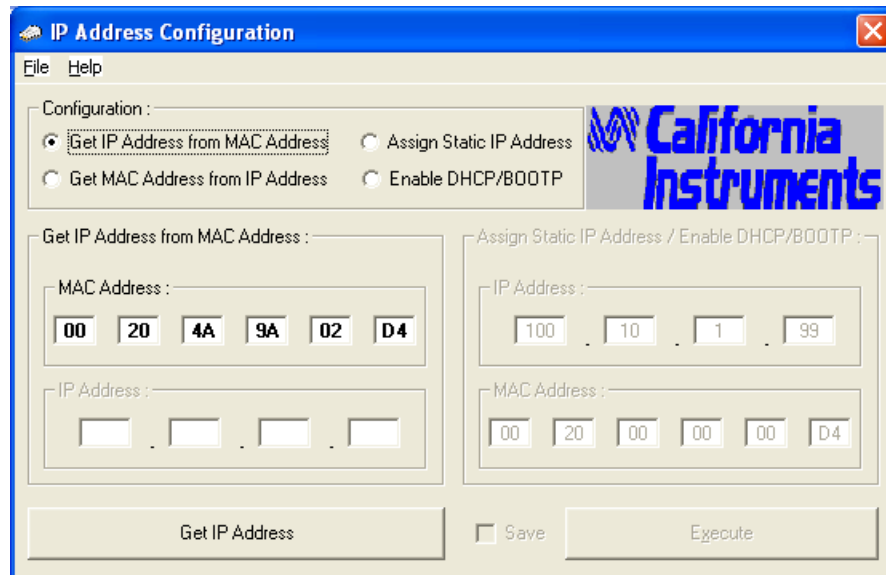 IP Address Configuration
File Help
Configuration :
Get IP Address from MAC Address
Assign Static IP Address
Get MAC Address from IP Address
Enable DHCP/BOOTP
California
Instruments
Get IP Address from MAC Address :
MAC Address :
00 20 4A 9A 02 D4
IP Address :
. . .
Get IP Address
Assign Static IP Address / Enable DHCP/BOOTP :
IP Address :
100 . 10 . 1 . 99
MAC Address :
00 20 00 00 00 D4
Save
Execute